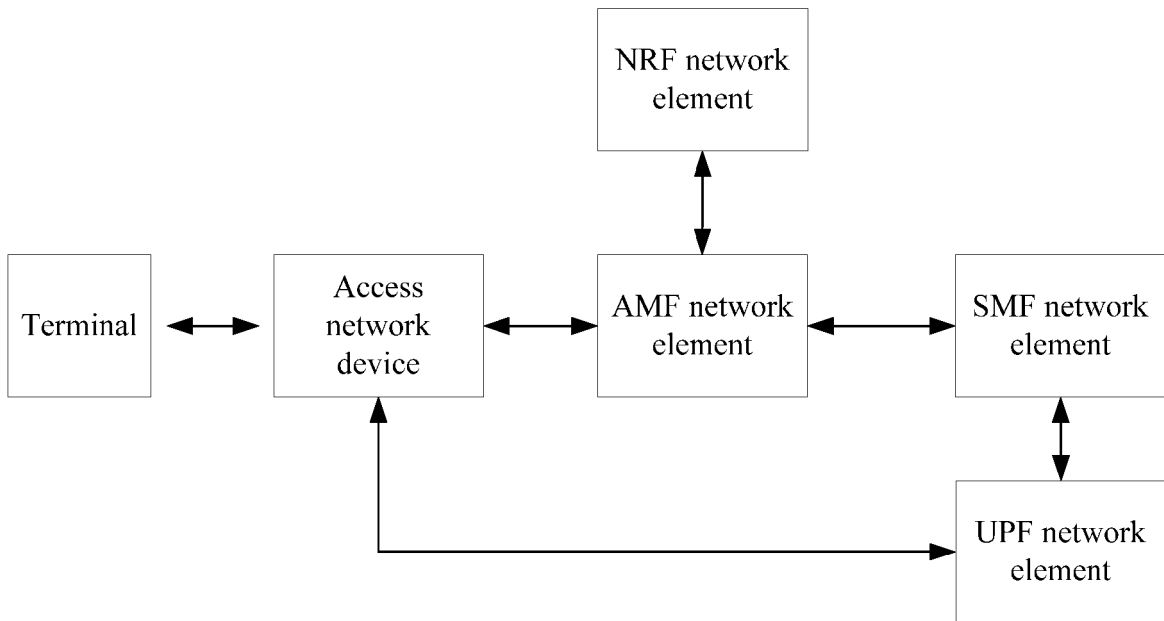 NRF network
element
Terminal
Access
network
device
AMF network
element
SMF network
element
UPF network
element